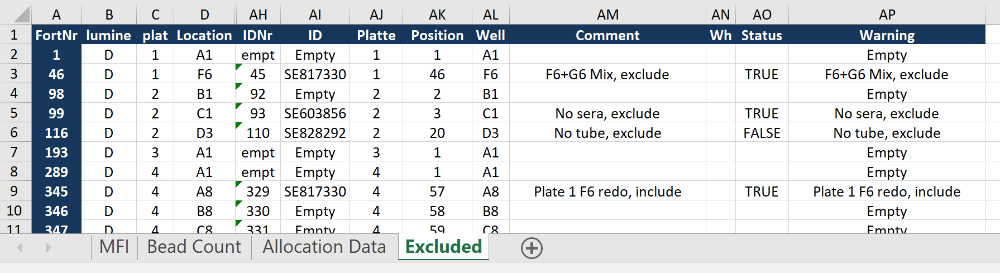 A B C D AH AI AJ AK AL AM AN AO AP
1 FortNr lumine plat Location IDNr ID Platte Position Well Comment Wh Status Warning
2 1 D 1 A1 empt Empty 1 1 A1 Empty
3 46 D 1 F6 45 SE817330 1 46 F6 F6+G6 Mix, exclude TRUE F6+G6 Mix, exclude
4 98 D 2 B1 92 Empty 2 2 B1 Empty
5 99 D 2 C1 93 SE603856 2 3 C1 No sera, exclude TRUE No sera, exclude
6 116 D 2 D3 110 SE828292 2 20 D3 No tube, exclude FALSE No tube, exclude
7 193 D 3 A1 empt Empty 3 1 A1 Empty
8 289 D 4 A1 empt Empty 4 1 A1 Empty
9 345 D 4 A8 329 SE817330 4 57 A8 Plate 1 F6 redo, include TRUE Plate 1 F6 redo, include
10 346 D 4 B8 330 Empty 4 58 B8 Empty
11 347 D 4 C8 331 Empty 4 59 C8 Empty
MFI Bead Count Allocation Data Excluded